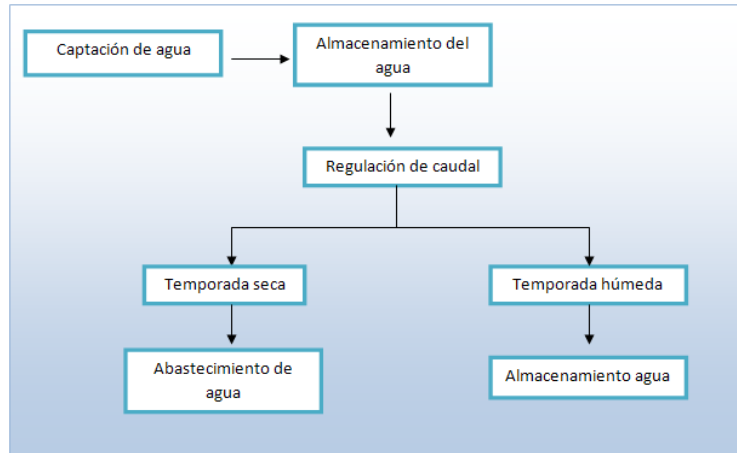 Captación de agua
Almacenamiento del
agua
Regulación de caudal
Temporada seca
Temporada húmeda
Abastecimiento de
agua
Almacenamiento agua